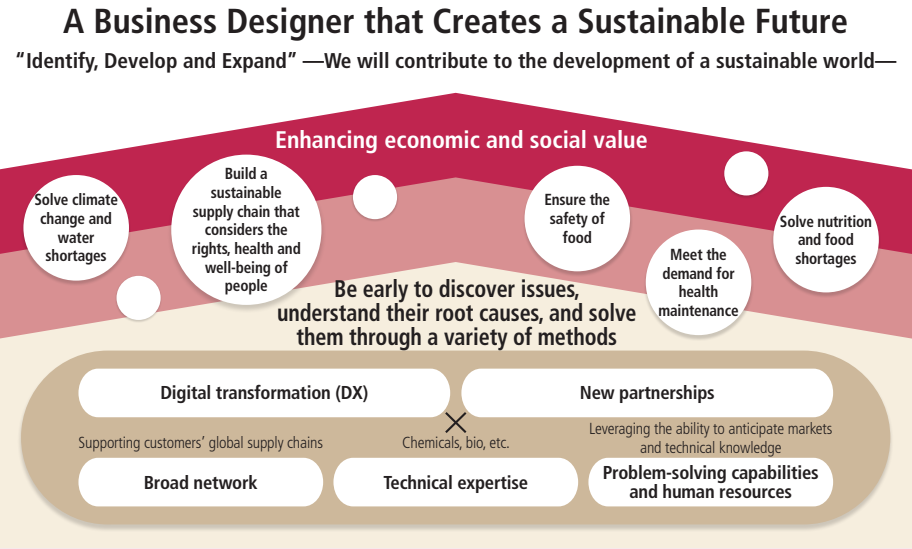 A Business Designer that Creates a Sustainable Future
“Identify, Develop and Expand” —We will contribute to the development of a sustainable world—
Enhancing economic and social value
Solve climate
change and
water
shortages
Build a
sustainable
supply chain that
considers the
rights, health and
well-being of
people
Ensure the
safety of
food
Meet the
demand for
health
maintenance
Solve nutrition
and food
shortages
Be early to discover issues,
understand their root causes, and solve
them through a variety of methods
Digital transformation (DX)
New partnerships
×
Supporting customers’ global supply chains
Broad network
Chemicals, bio, etc.
Technical expertise
Leveraging the ability to anticipate markets
and technical knowledge
Problem-solving capabilities
and human resources